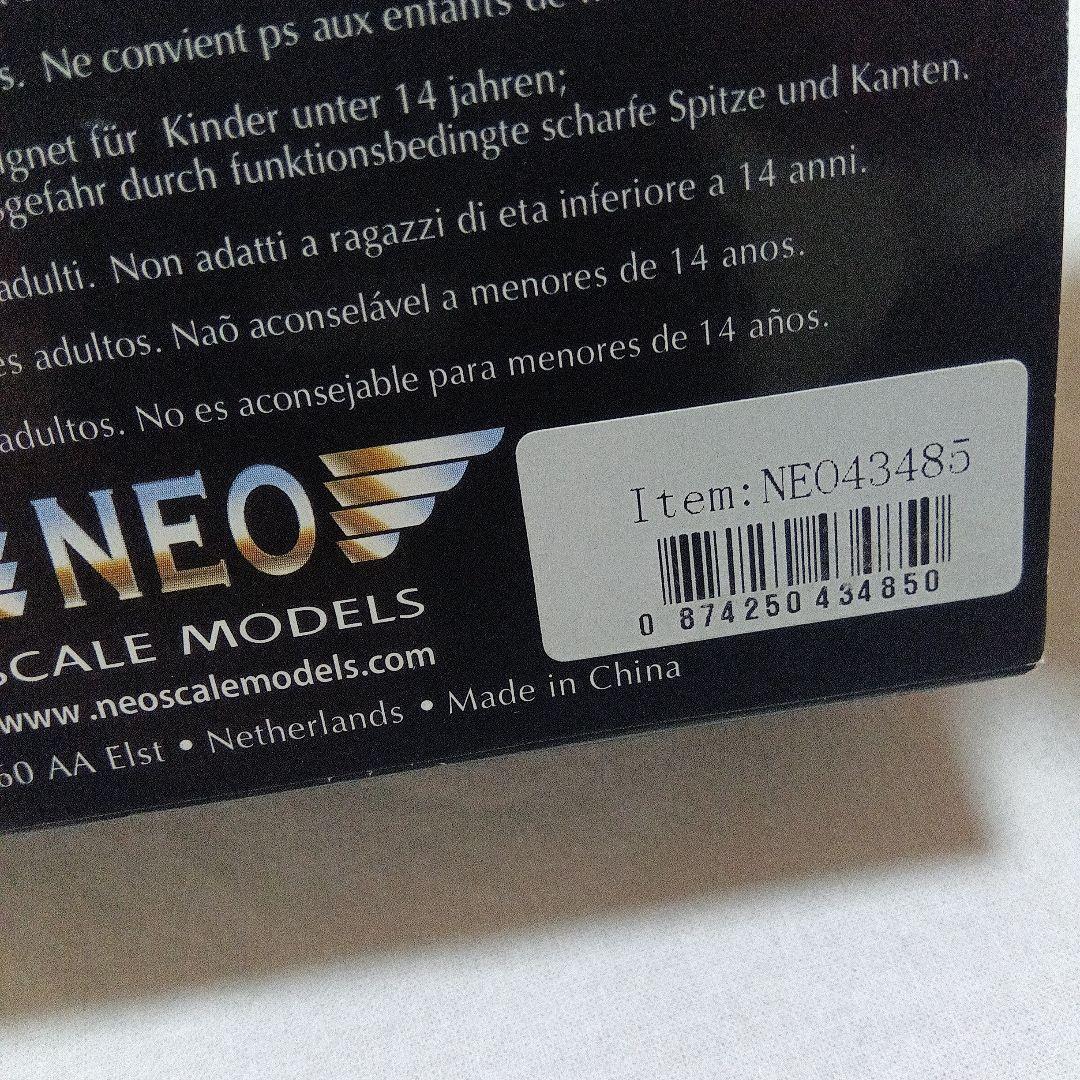 s. Ne convient ps aux enfants de
ignet für Kinder unter 14 jahren;
gefahr durch funktionsbedingte scharfe Spitze und Kanten.
adulti. Non adatti a ragazzi di eta inferiore a 14 anni.
es adultos. Naõ aconselável a menores de 14 anos.
adultos. No es aconsejable para menores de 14 años.
NEO
SCALE MODELS
www .neoscalemodels.com
60 AA Elst • Netherlands • Made in China
Item:NEO43485
0 874250 434850